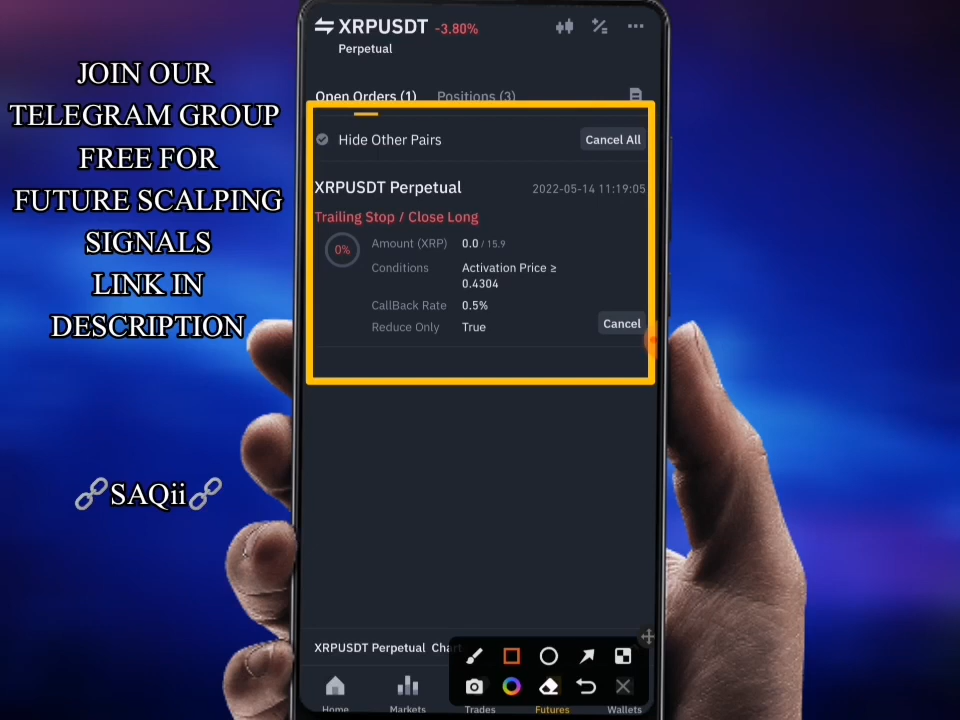 JOIN OUR
TELEGRAM GROUP
FREE FOR
FUTURE SCALPING
SIGNALS
LINK IN
DESCRIPTION
🔗SAQii🔗
XRPUSDT -3.80%
Perpetual
Open Orders (1) Positions (3)
Hide Other Pairs Cancel All
XRPUSDT Perpetual 2022-05-14 11:19:05
Trailing Stop / Close Long
0%
Amount (XRP) 0.0 / 15.9
Conditions Activation Price ≥
0.4304
CallBack Rate 0.5%
Reduce Only True
Cancel
XRPUSDT Perpetual
Home Markets Trades Futures Wallets